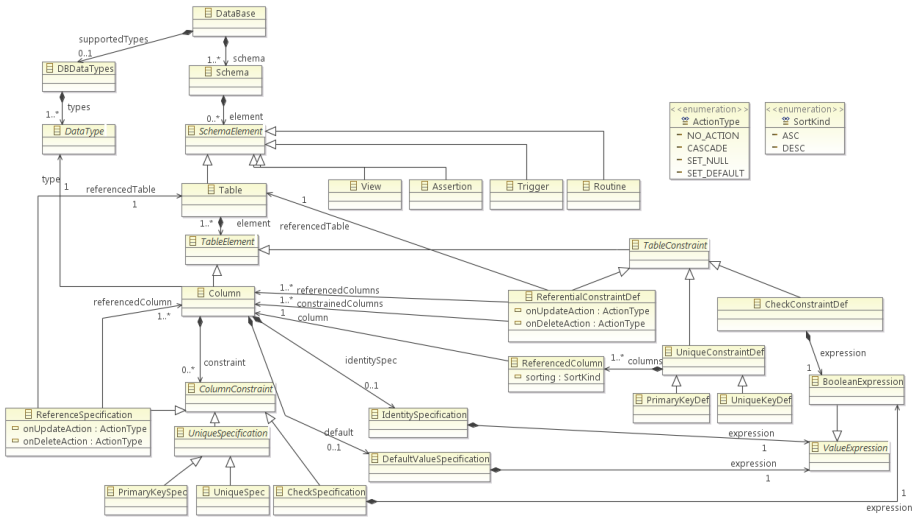 DataBase
supportedTypes
0..1
1..*
schema
DBDataTypes
Schema
types
1..*
0..*
element
<<enumeration>>
ActionType
NO_ACTION
CASCADE
SET_NULL
SET_DEFAULT
<<enumeration>>
SortKind
ASC
DESC
DataType
SchemaElement
type
1
referencedTable
1
Table
View
Assertion
Trigger
Routine
1
referencedTable
1..*
element
TableElement
TableConstraint
referencedColumn
1..*
Column
1..*
referencedColumns
1..*
constrainedColumns
1
column
ReferentialConstraintDef
onUpdateAction : ActionType
onDeleteAction : ActionType
CheckConstraintDef
constraint
0..*
identitySpec
0..1
ReferencedColumn
sorting : SortKind
1..*
columns
UniqueConstraintDef
expression
1
BooleanExpression
ColumnConstraint
PrimaryKeyDef
UniqueKeyDef
ReferenceSpecification
onUpdateAction : ActionType
onDeleteAction : ActionType
UniqueSpecification
default
0..1
IdentitySpecification
expression
1
ValueExpression
DefaultValueSpecification
expression
1
PrimaryKeySpec
UniqueSpec
CheckSpecification
1
expression